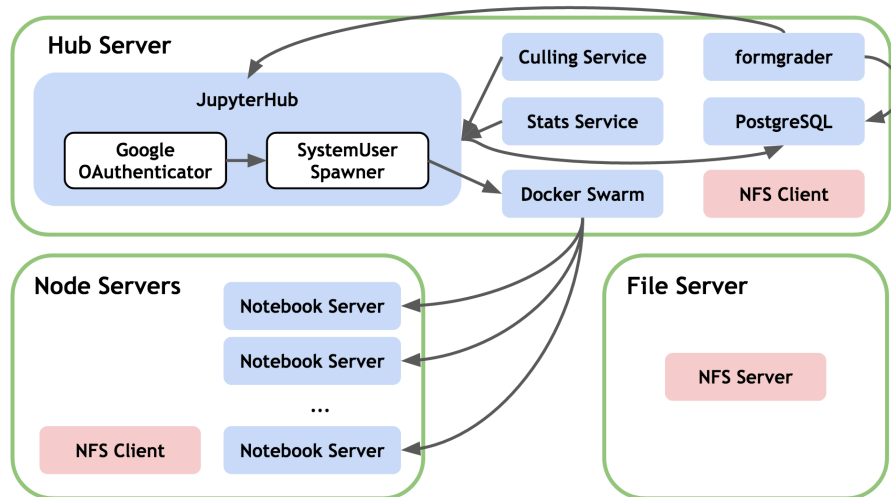 Hub Server
JupyterHub
Google
OAuthenticator
SystemUser
Spawner
Culling Service
formgrader
Stats Service
PostgreSQL
Docker Swarm
NFS Client
Node Servers
Notebook Server
Notebook Server
...
NFS Client
Notebook Server
File Server
NFS Server